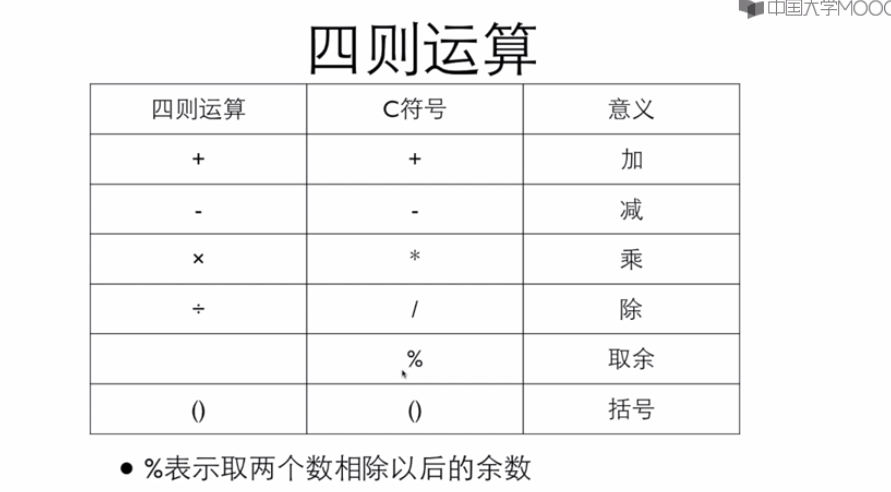 中国大学MOOC
四则运算
四则运算 C符号 意义
+ + 加
- - 减
× * 乘
÷ / 除
% 取余
() () 括号
● %表示取两个数相除以后的余数